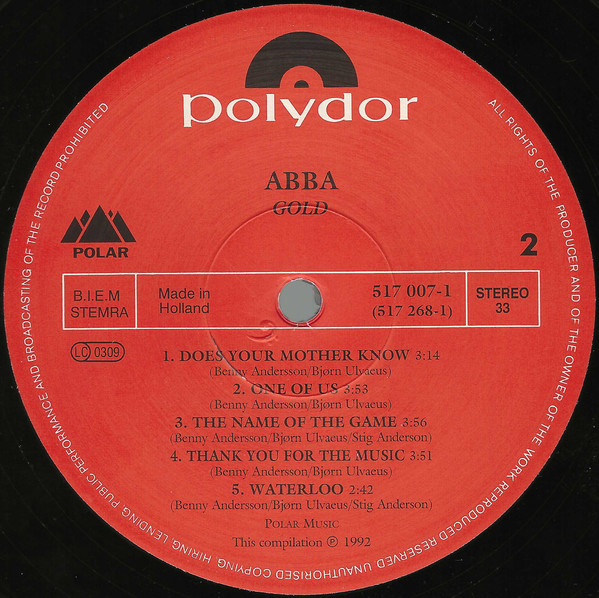 polydor
ABBA
GOLD
POLAR
2
B.I.E.M
STEMRA
Made in
Holland
517 007-1
(517 268-1)
STEREO
33
LC 0309
1. DOES YOUR MOTHER KNOW 3:14
(Benny Andersson/Bjørn Ulvaeus)
2. ONE OF US 3:53
(Benny Andersson/Bjørn Ulvaeus)
3. THE NAME OF THE GAME 3:56
(Benny Andersson/Bjørn Ulvaeus/Stig Anderson)
4. THANK YOU FOR THE MUSIC 3:51
(Benny Andersson/Bjørn Ulvaeus)
5. WATERLOO 2:42
(Benny Andersson/Bjørn Ulvaeus/Stig Anderson)
POLAR MUSIC
This compilation ℗ 1992
ALL RIGHTS OF THE PRODUCER AND OF THE OWNER OF THE WORK REPRODUCED RESERVED UNAUTHORISED COPYING HIRING LENDING PUBLIC PERFORMANCE AND BROADCASTING OF THE RECORD PROHIBITED